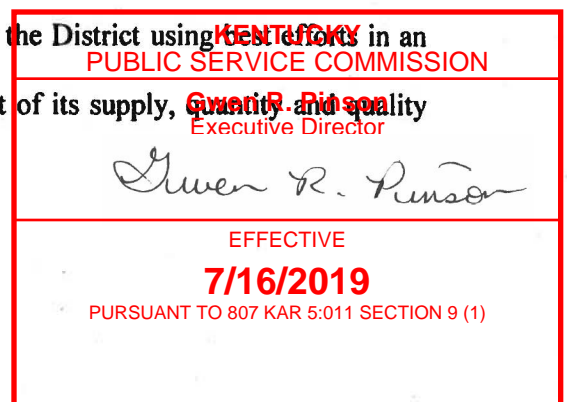 the District using best efforts in an
KENTUCKY
PUBLIC SERVICE COMMISSION
t of its supply, quantity and quality
Gwen R. Pinson
Executive Director
Gwen R. Pinson
EFFECTIVE
7/16/2019
PURSUANT TO 807 KAR 5:011 SECTION 9 (1)